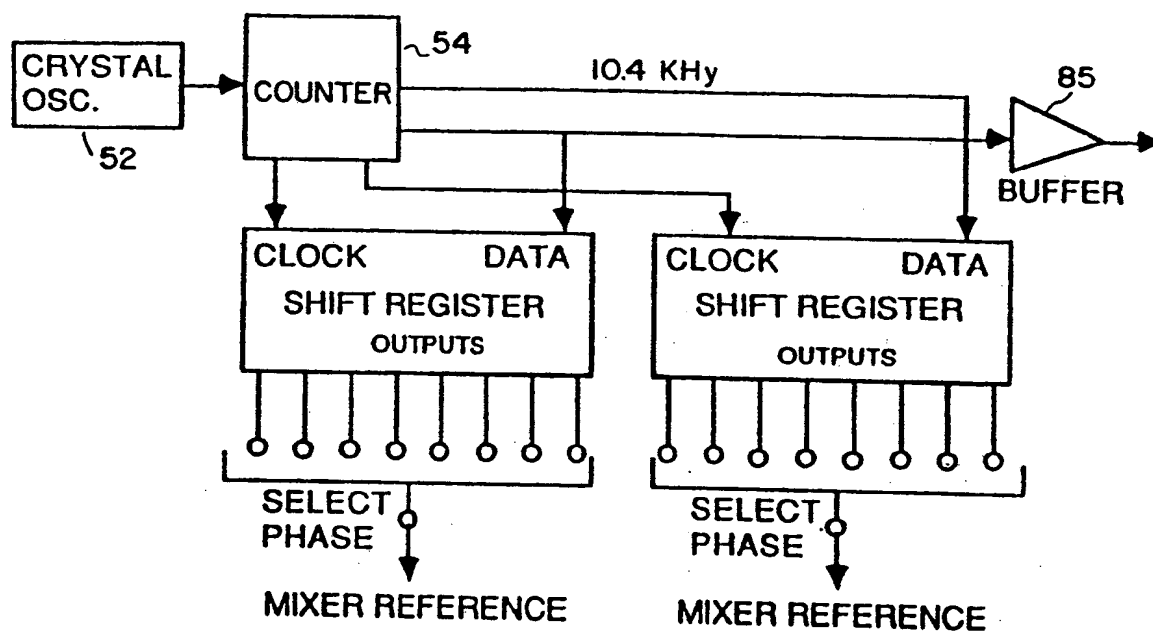 CRYSTAL
OSC.
52
COUNTER
54
10.4 KHy
85
BUFFER
CLOCK DATA
SHIFT REGISTER
OUTPUTS
CLOCK DATA
SHIFT REGISTER
OUTPUTS
SELECT
PHASE
MIXER REFERENCE
SELECT
PHASE
MIXER REFERENCE